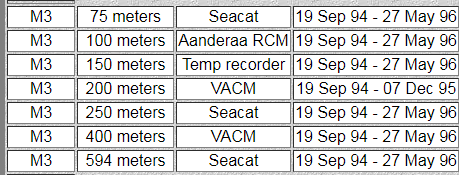 M3 75 meters Seacat 19 Sep 94 - 27 May 96
M3 100 meters Aanderaa RCM 19 Sep 94 - 27 May 96
M3 150 meters Temp recorder 19 Sep 94 - 27 May 96
M3 200 meters VACM 19 Sep 94 - 07 Dec 95
M3 250 meters Seacat 19 Sep 94 - 27 May 96
M3 400 meters VACM 19 Sep 94 - 27 May 96
M3 594 meters Seacat 19 Sep 94 - 27 May 96